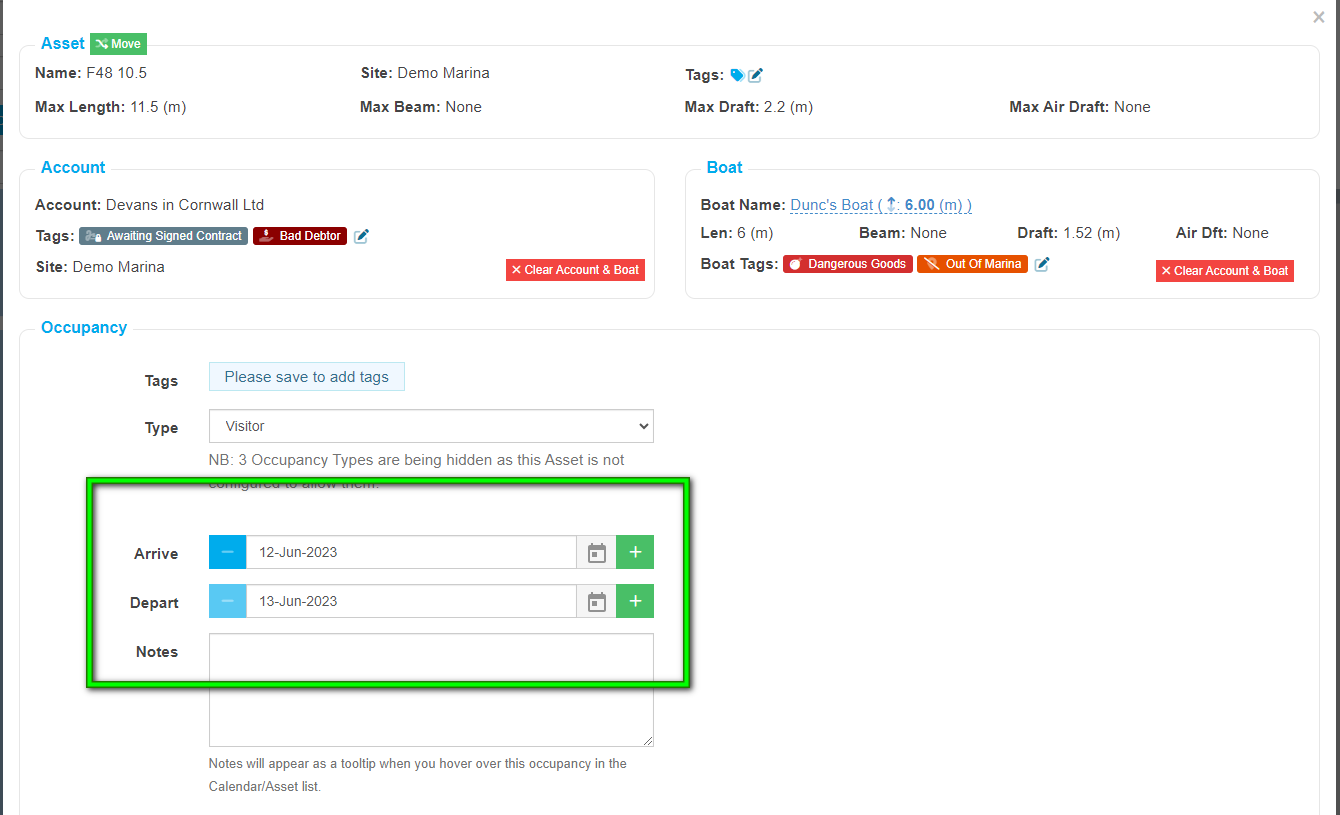 ×
Asset Move
Name: F48 10.5 Site: Demo Marina Tags:
Max Length: 11.5 (m) Max Beam: None Max Draft: 2.2 (m) Max Air Draft: None
Account
Account: Devans in Cornwall Ltd
Tags: Awaiting Signed Contract Bad Debtor
Site: Demo Marina
× Clear Account & Boat
Boat
Boat Name: Dunc's Boat ( : 6.00 (m) )
Len: 6 (m) Beam: None Draft: 1.52 (m) Air Dft: None
Boat Tags: Dangerous Goods Out Of Marina
× Clear Account & Boat
Occupancy
Tags Please save to add tags
Type Visitor
NB: 3 Occupancy Types are being hidden as this Asset is not
configured to allow them.
Arrive − 12-Jun-2023 +
Depart − 13-Jun-2023 +
Notes
Notes will appear as a tooltip when you hover over this occupancy in the
Calendar/Asset list.